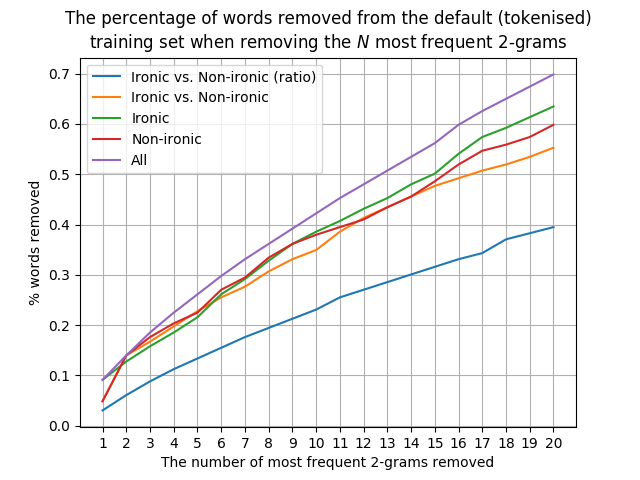 The percentage of words removed from the default (tokenised)
training set when removing the N most frequent 2-grams
Ironic vs. Non-ironic (ratio)
Ironic vs. Non-ironic
Ironic
Non-ironic
All
% words removed
0.7
0.6
0.5
0.4
0.3
0.2
0.1
0.0
1 2 3 4 5 6 7 8 9 10 11 12 13 14 15 16 17 18 19 20
The number of most frequent 2-grams removed